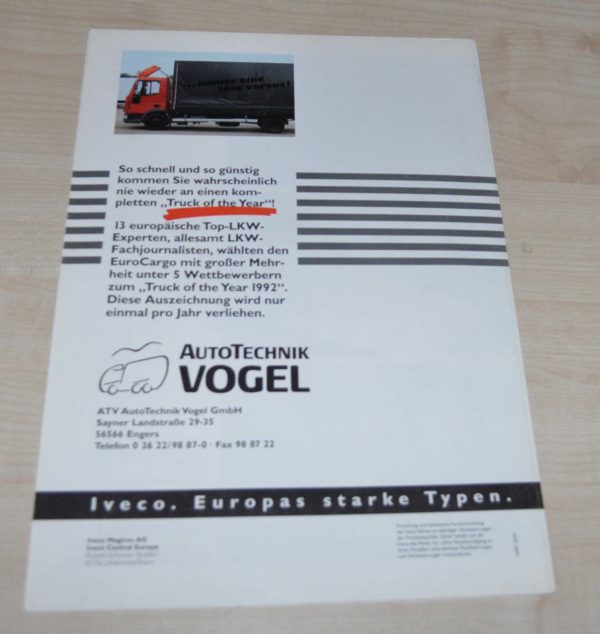 ...immer eine
Idee voraus!
So schnell und so günstig
kommen Sie wahrscheinlich
nie wieder an einen kom-
pletten „Truck of the Year“!
13 europäische Top-LKW-
Experten, allesamt LKW-
Fachjournalisten, wählten den
EuroCargo mit großer Mehr-
heit unter 5 Wettbewerbern
zum „Truck of the Year 1992“.
Diese Auszeichnung wird nur
einmal pro Jahr verliehen.
AUTOTECHNIK
VOGEL
ATV AutoTechnik Vogel GmbH
Sayner Landstraße 29-35
56566 Engers
Telefon 0 26 22/98 87-0 · Fax 98 87 22
Iveco. Europas starke Typen.
Iveco Magirus AG
Iveco Central Europe